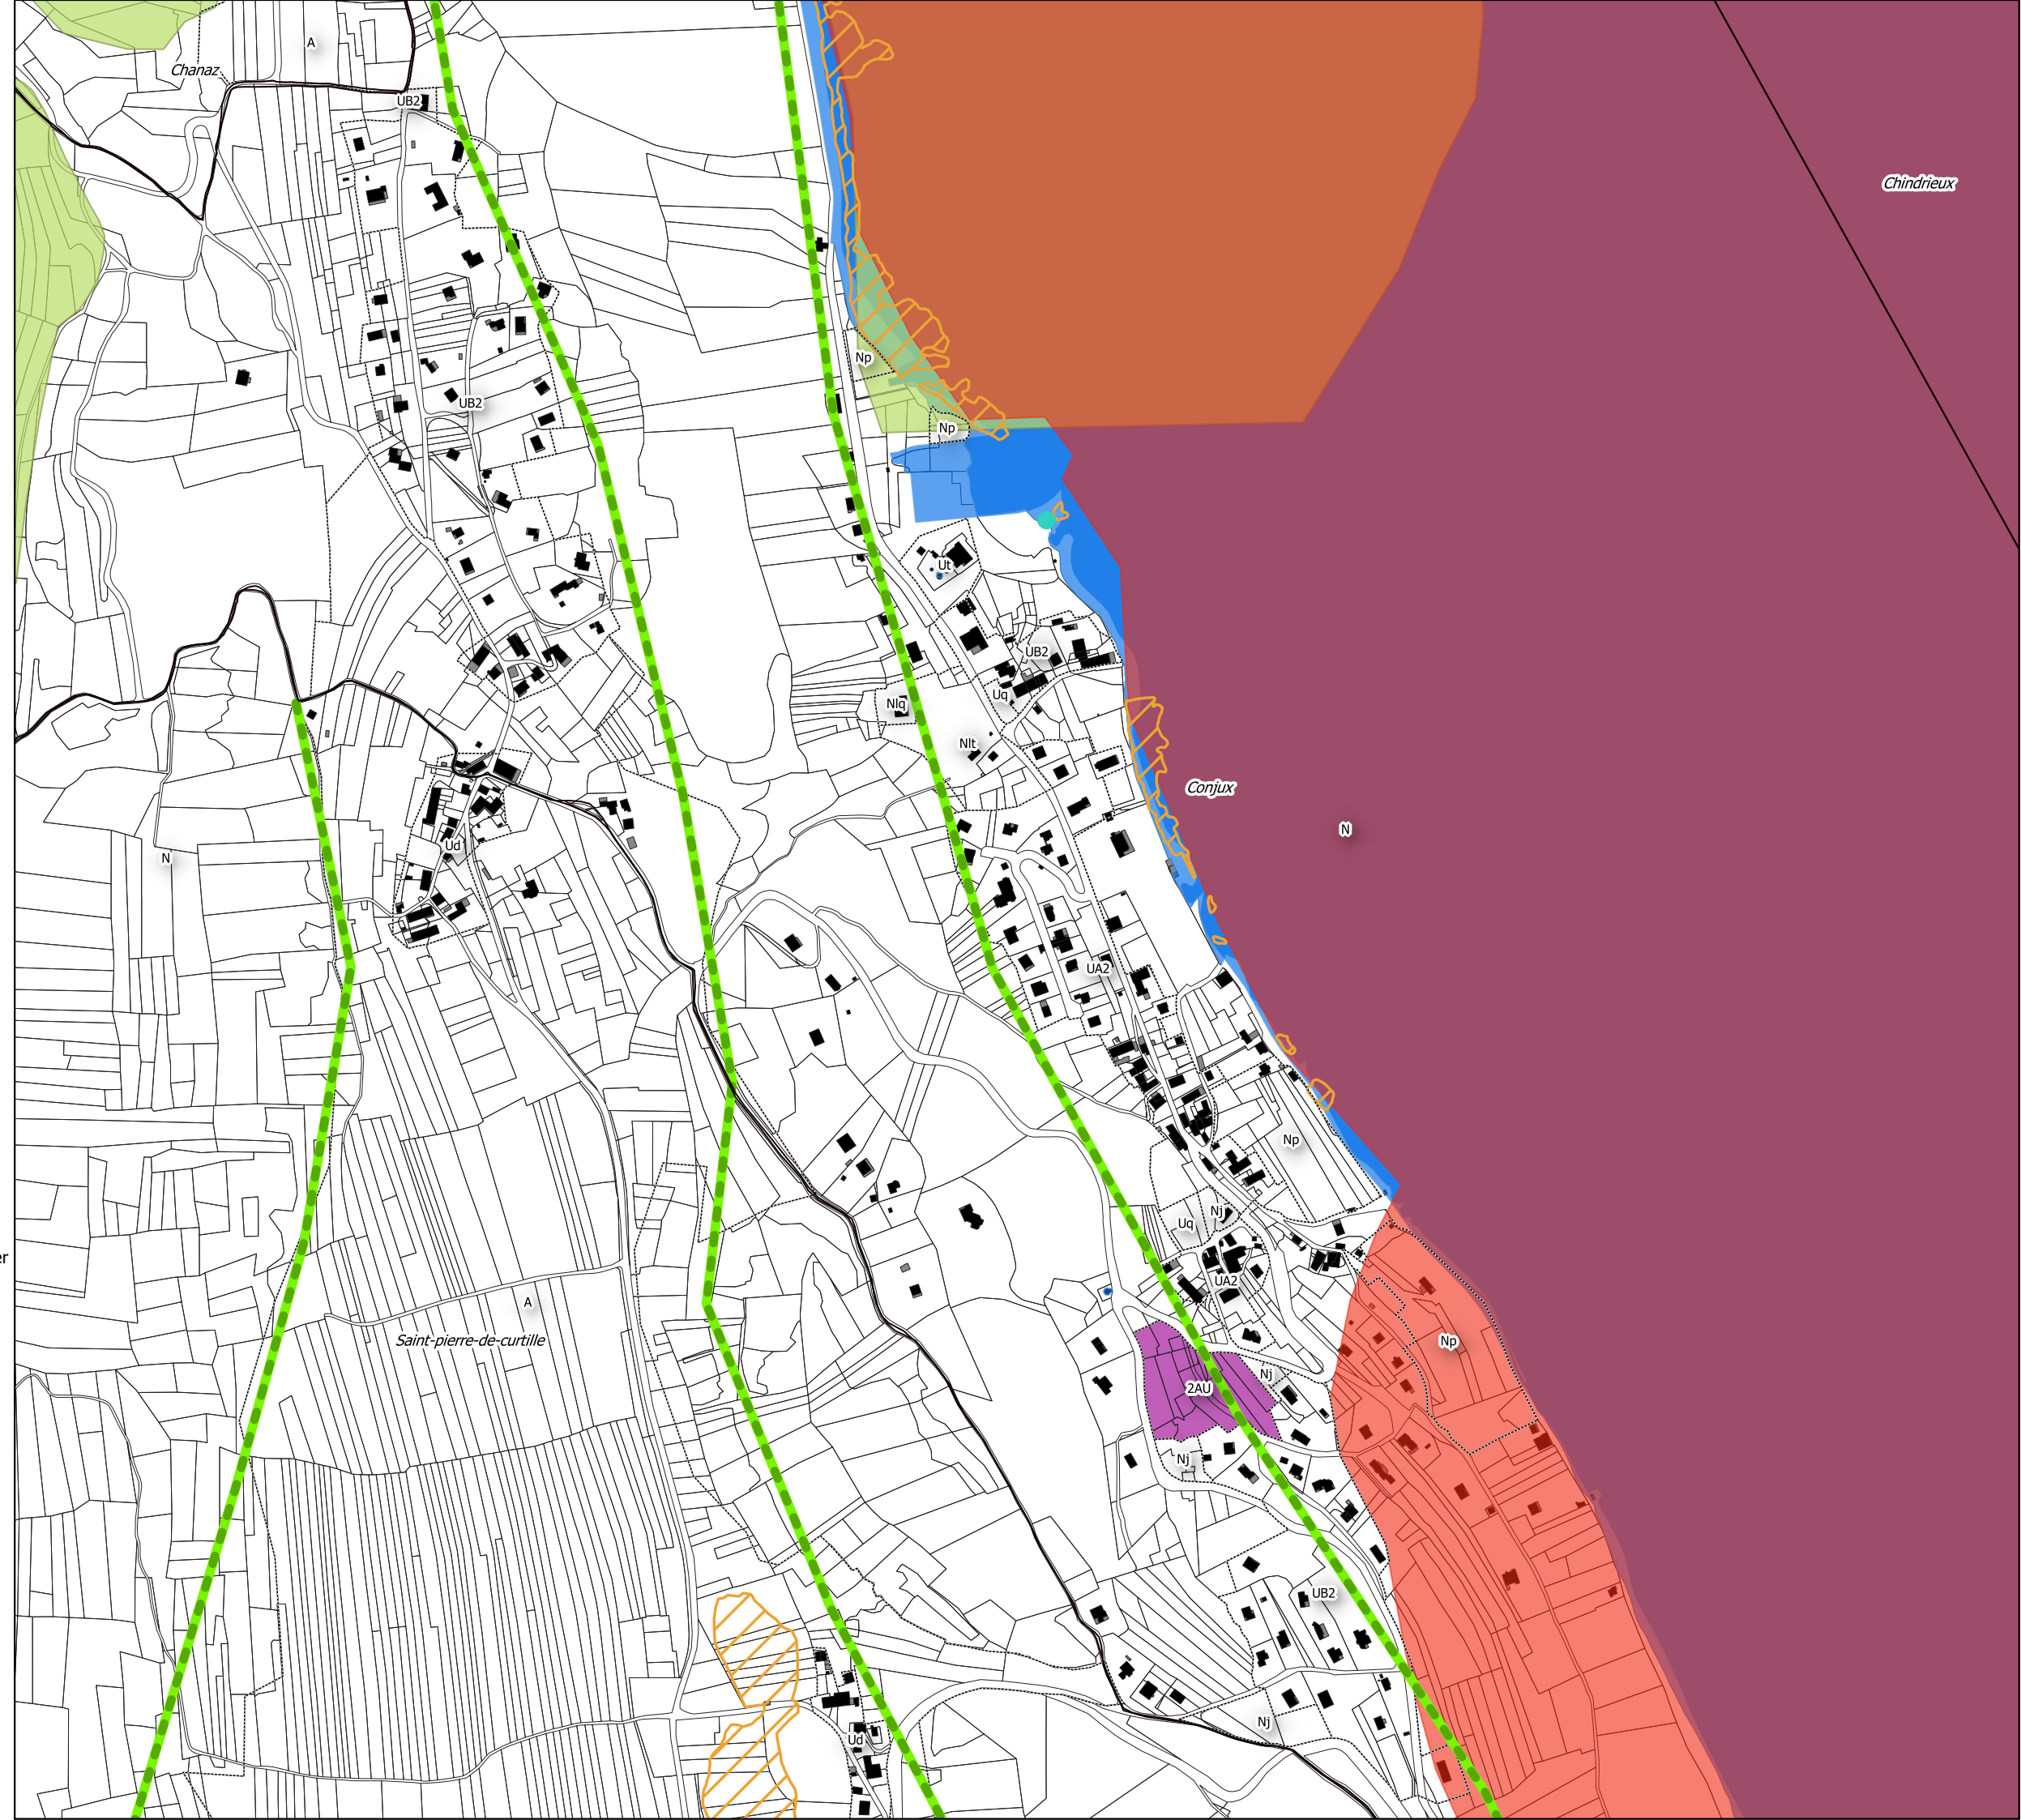 A
Chanaz
UB2
Chindrieux
Np
UB2
Np
Ut
UB2
Uq
Nlq
Nlt
Conjux
N
Ud
N
UA2
Np
Nj
Uq
er
UA2
A
Saint-pierre-de-curtille
Np
Nj
2AU
Nj
UB2
Nj
Ud